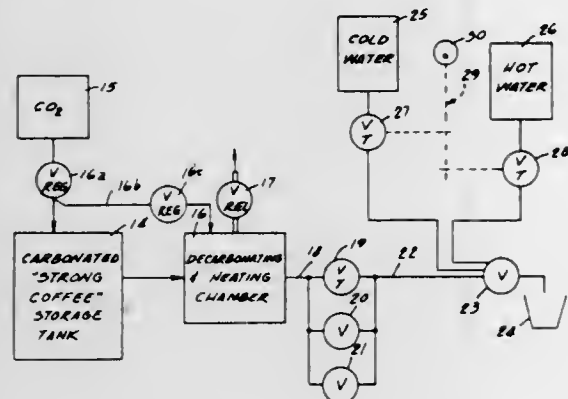 25
COLD
WATER
30
26
HOT
WATER
29
27
V
T
V
T
28
15
CO2
16a
V
REG
16b
16c
V
REG
17
V
REL
14
CARBONATED
"STRONG
COFFEE"
STORAGE
TANK
16
DECARBONATING
& HEATING
CHAMBER
18
19
V
T
22
20
V
21
V
V
23
24